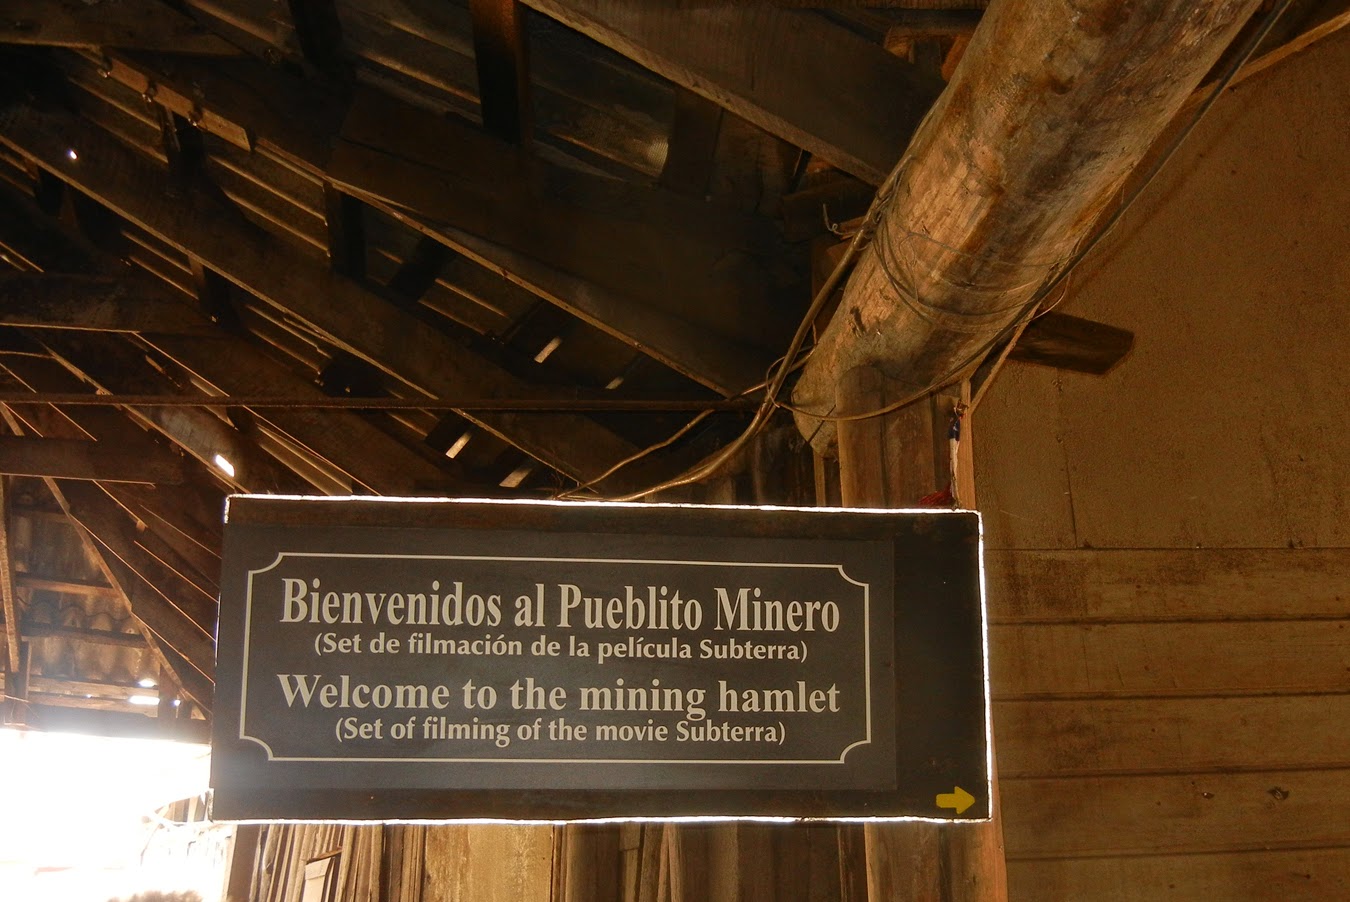 Bienvenidos al Pueblito Minero
(Set de filmación de la película Subterra)
Welcome to the mining hamlet
(Set of filming of the movie Subterra)